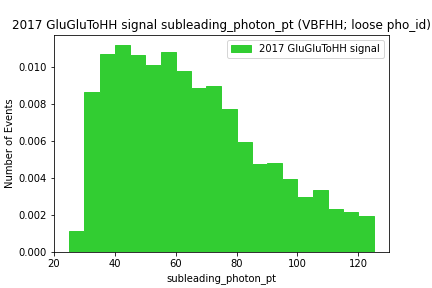 2017 GluGluToHH signal subleading_photon_pt (VBFHH; loose pho_id)
2017 GluGluToHH signal
Number of Events
0.010
0.008
0.006
0.004
0.002
0.000
20 40 60 80 100 120
subleading_photon_pt